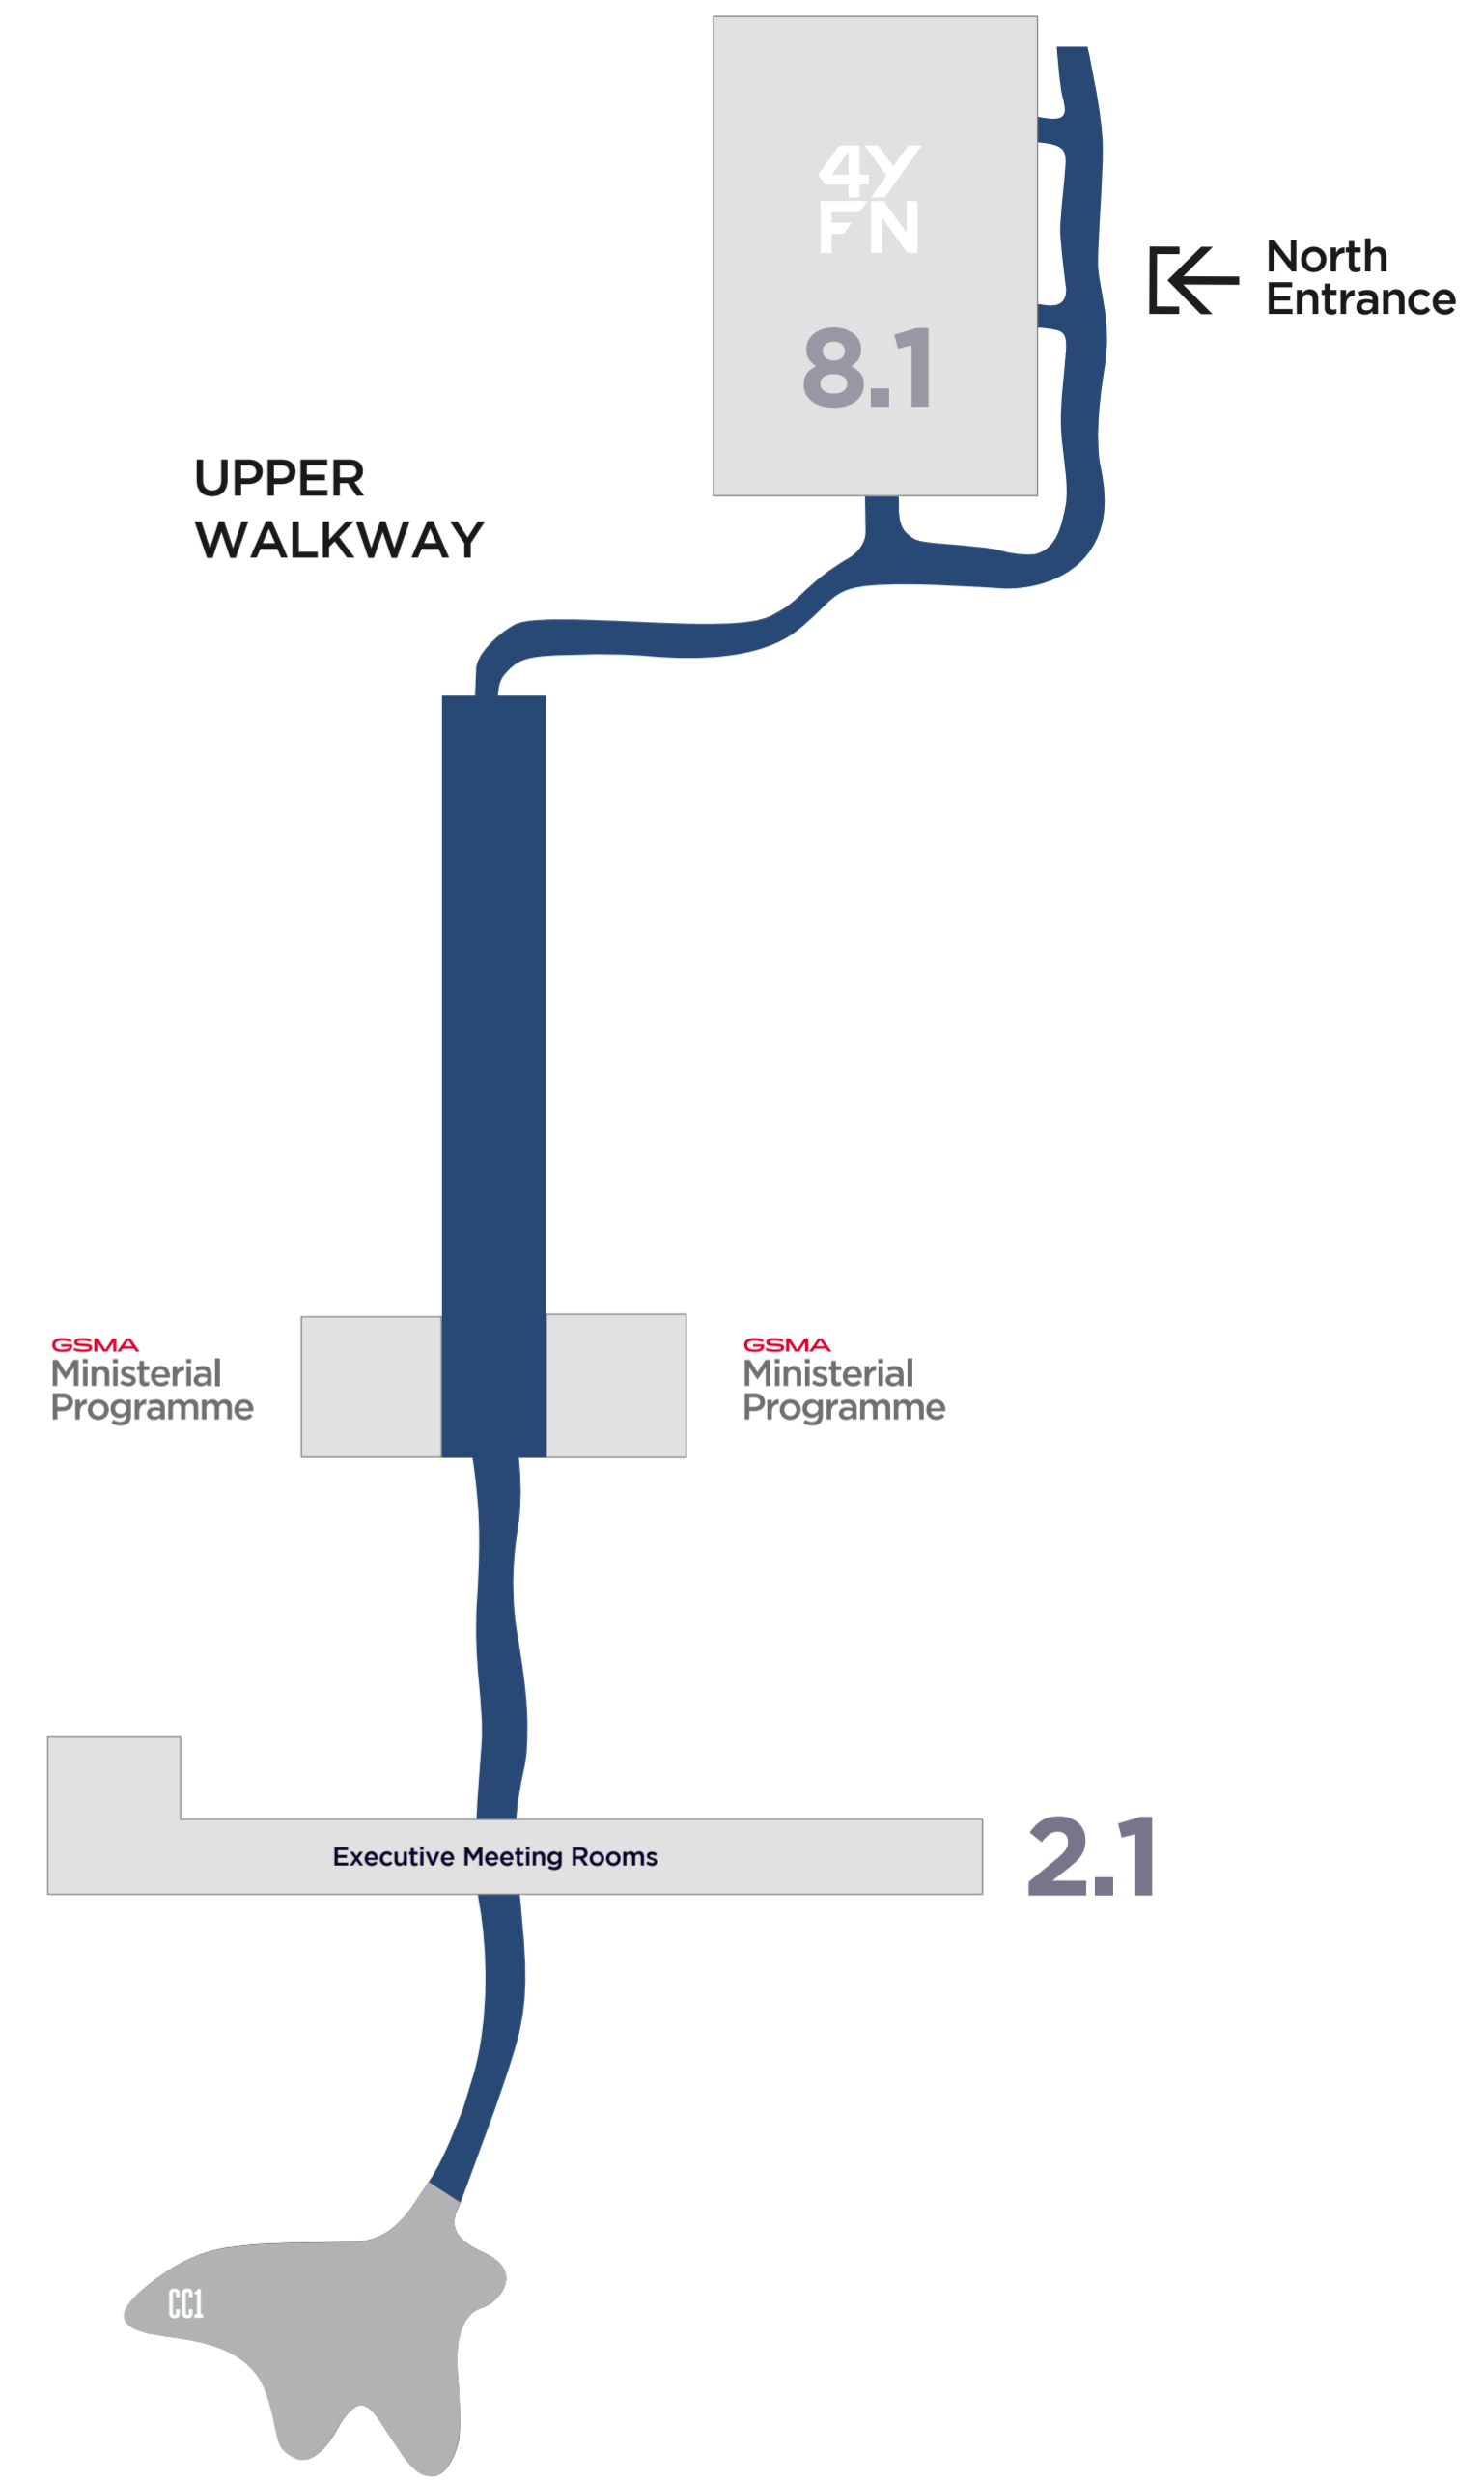 4Y
FN
North
Entrance
8.1
UPPER
WALKWAY
GSMA
Ministerial
Programme
GSMA
Ministerial
Programme
Executive Meeting Rooms
2.1
CC1